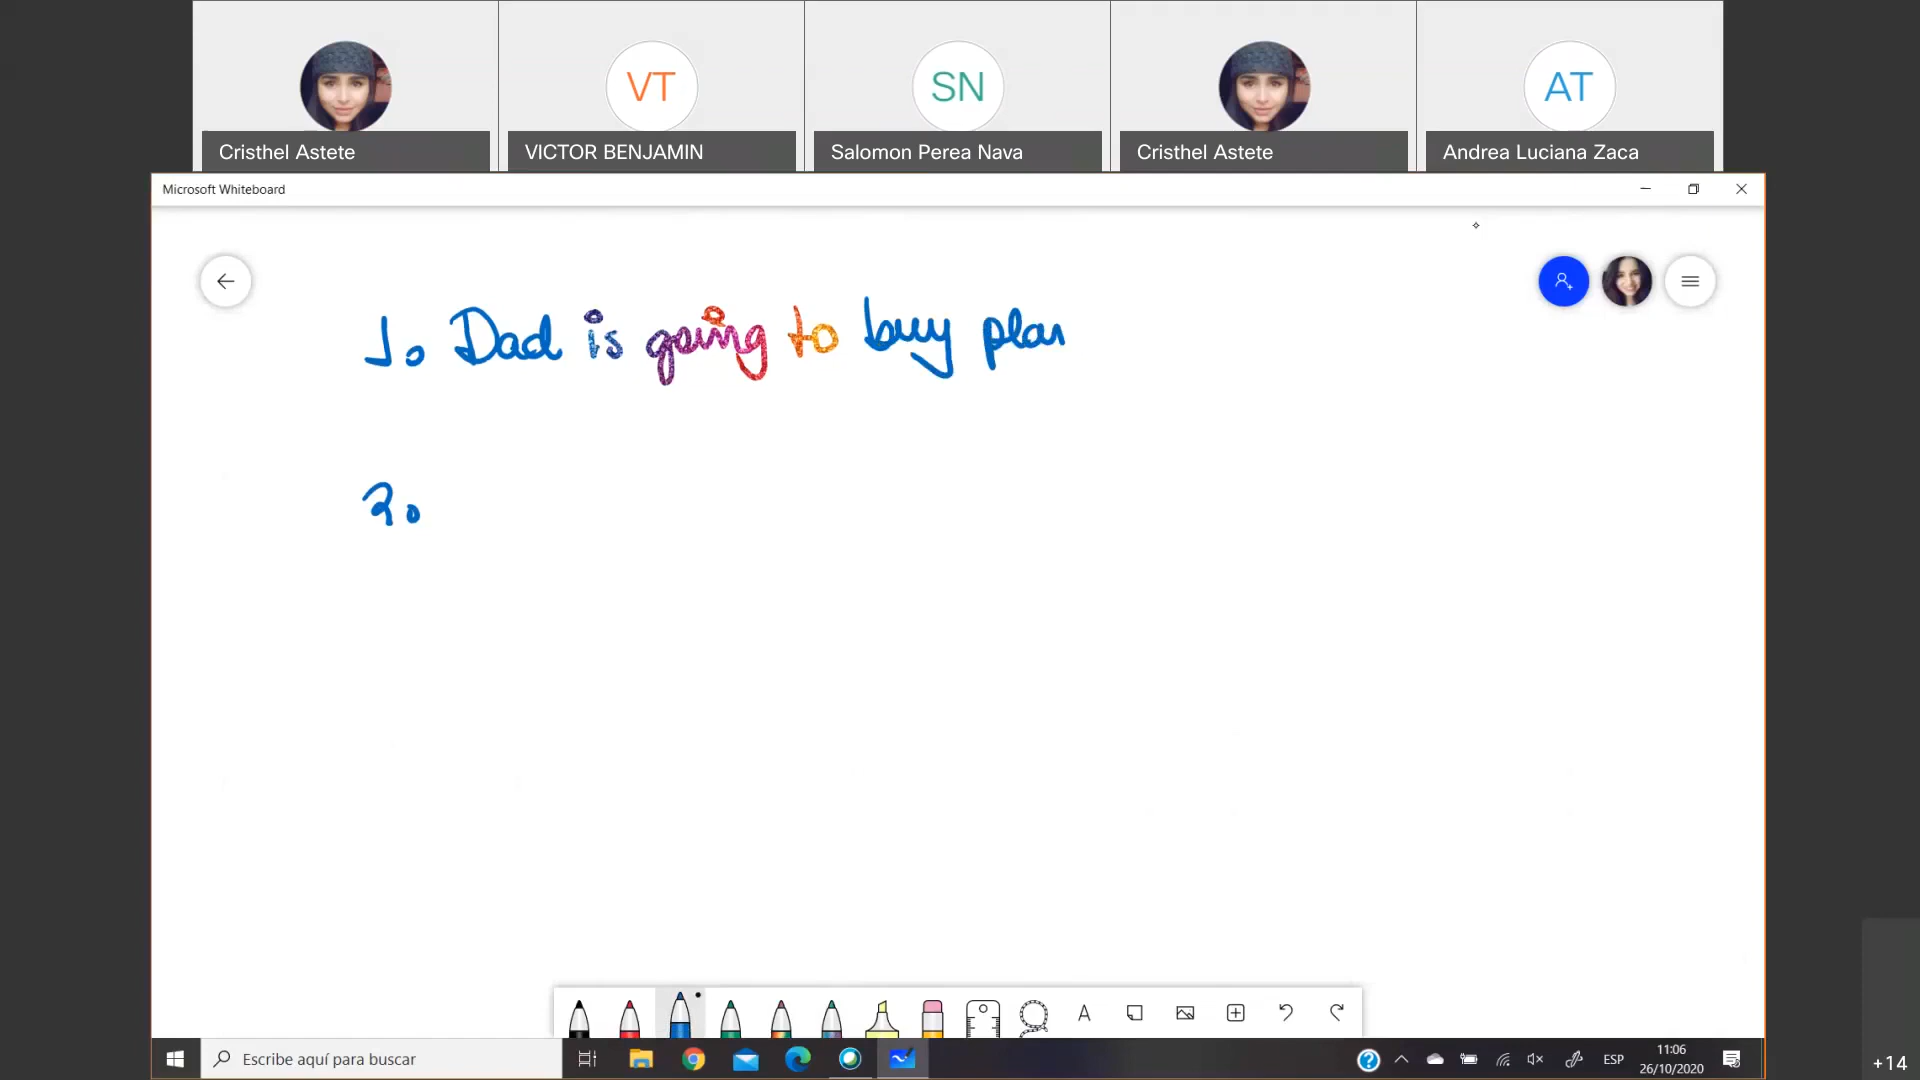 VT
SN
AT
Cristhel Astete
VICTOR BENJAMIN
Salomon Perea Nava
Cristhel Astete
Andrea Luciana Zaca
Microsoft Whiteboard
1. Dad is going to buy plan
2.
A
Escribe aquí para buscar
ESP
11:06
26/10/2020
+14